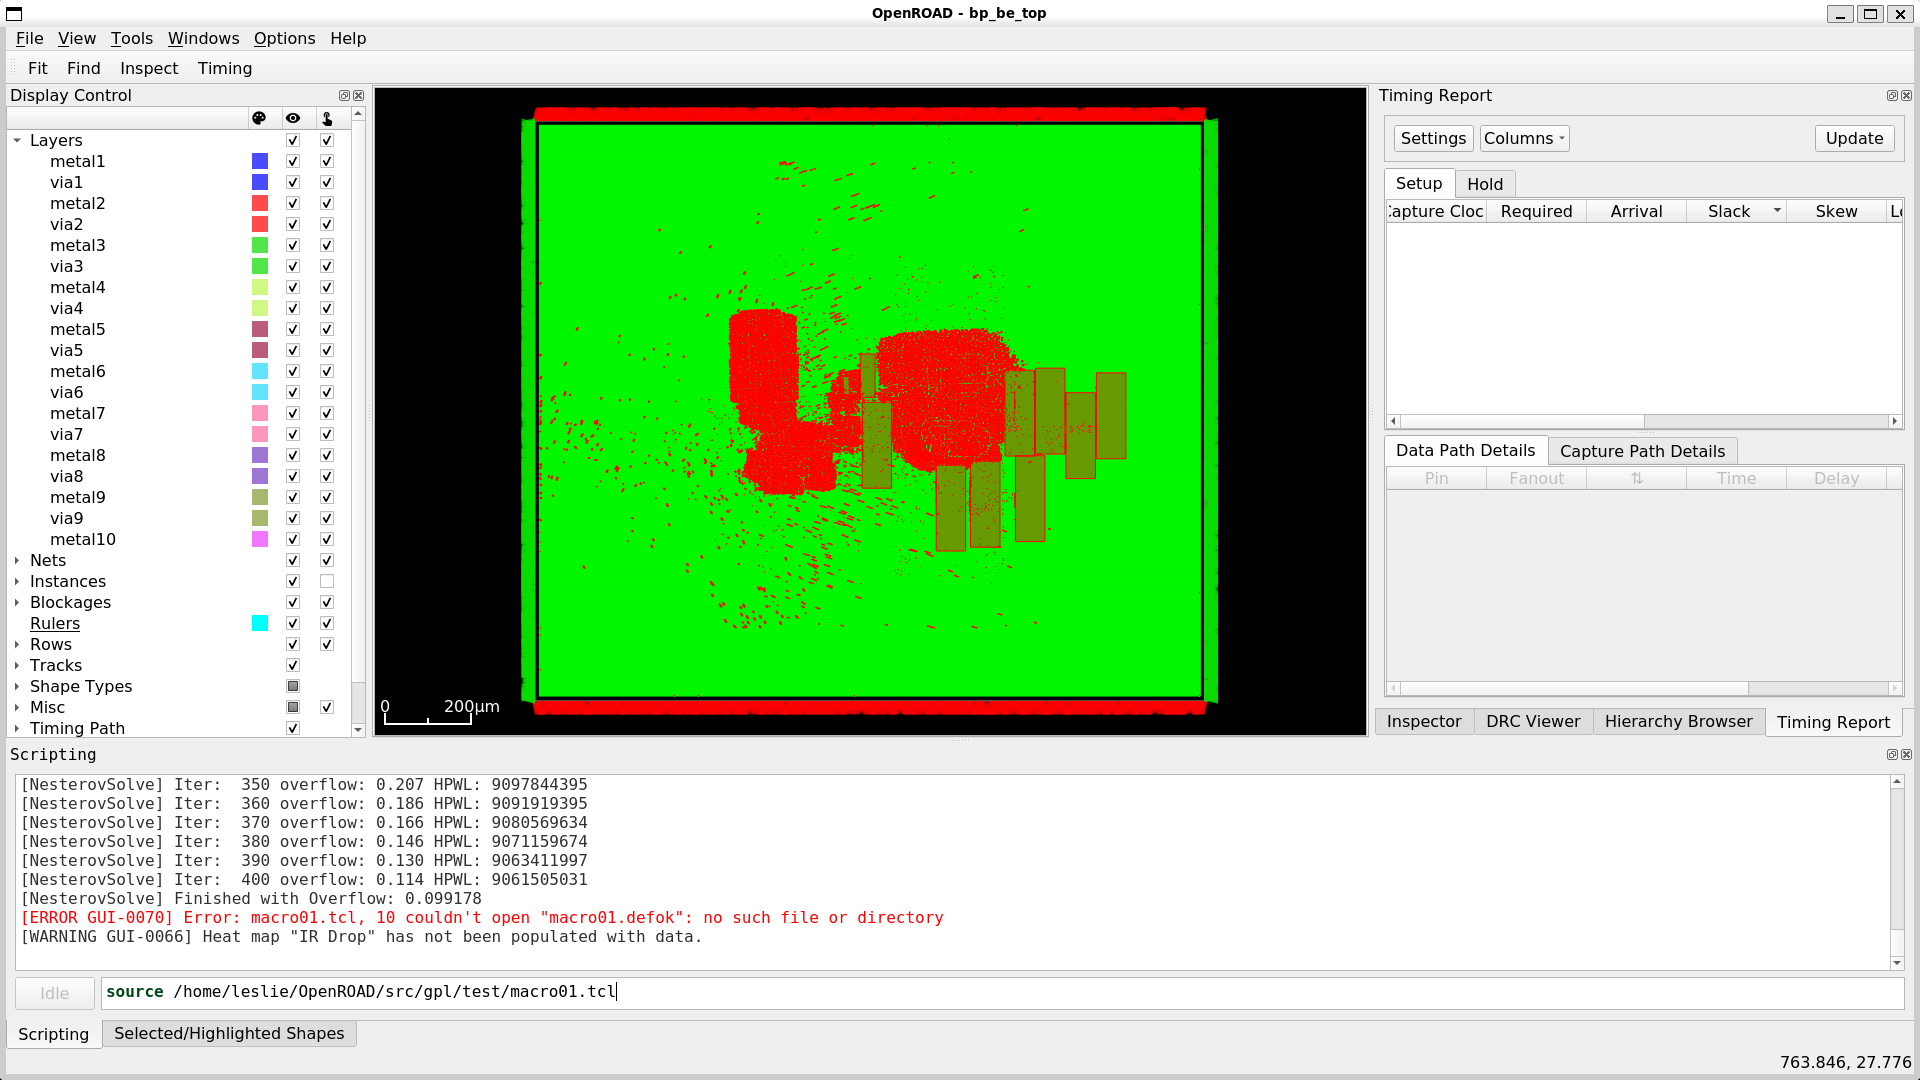 OpenROAD - bp_be_top
File View Tools Windows Options Help
Fit Find Inspect Timing
Display Control
Layers
metal1
via1
metal2
via2
metal3
via3
metal4
via4
metal5
via5
metal6
via6
metal7
via7
metal8
via8
metal9
via9
metal10
Nets
Instances
Blockages
Rulers
Rows
Tracks
Shape Types
Misc
Timing Path
0 200μm
Timing Report
Settings Columns Update
Setup Hold
Capture Cloc Required Arrival Slack Skew
Data Path Details Capture Path Details
Pin Fanout ⇅ Time Delay
Inspector DRC Viewer Hierarchy Browser Timing Report
Scripting
[NesterovSolve] Iter:  350 overflow: 0.207 HPWL: 9097844395
[NesterovSolve] Iter:  360 overflow: 0.186 HPWL: 9091919395
[NesterovSolve] Iter:  370 overflow: 0.166 HPWL: 9080569634
[NesterovSolve] Iter:  380 overflow: 0.146 HPWL: 9071159674
[NesterovSolve] Iter:  390 overflow: 0.130 HPWL: 9063411997
[NesterovSolve] Iter:  400 overflow: 0.114 HPWL: 9061505031
[NesterovSolve] Finished with Overflow: 0.099178
[ERROR GUI-0070] Error: macro01.tcl, 10 couldn't open "macro01.defok": no such file or directory
[WARNING GUI-0066] Heat map "IR Drop" has not been populated with data.
Idle source /home/leslie/OpenROAD/src/gpl/test/macro01.tcl
Scripting Selected/Highlighted Shapes
763.846, 27.776